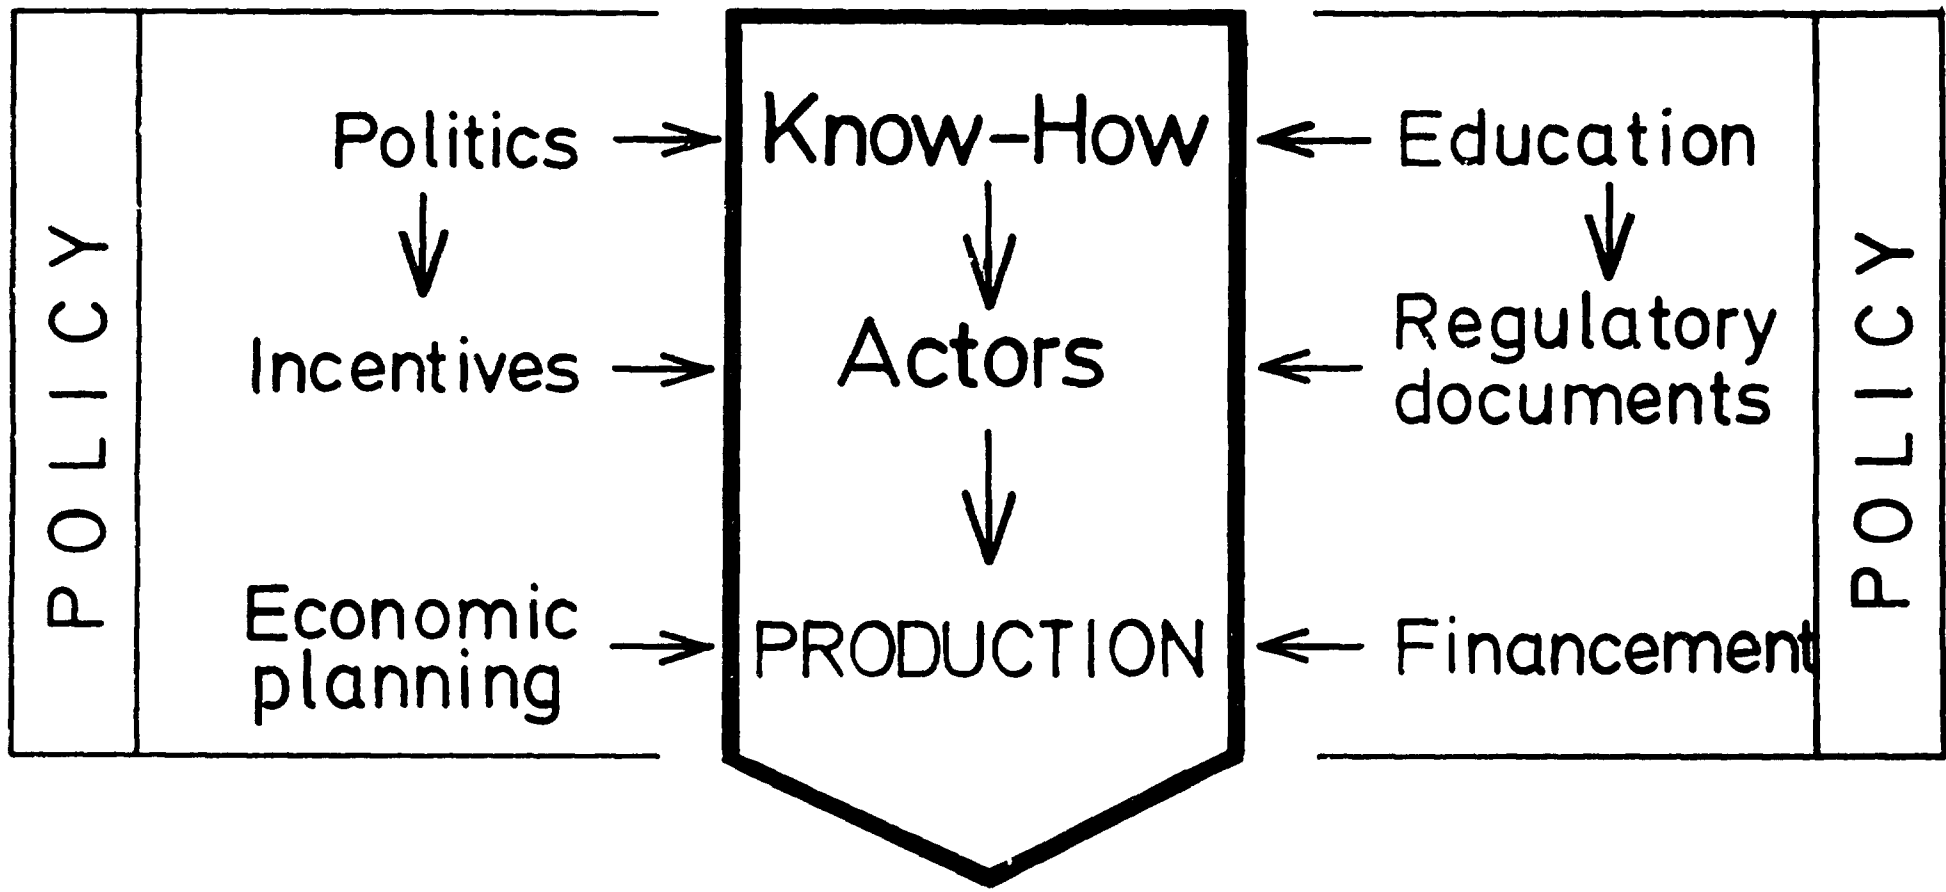 POLICY
Politics
Incentives
Economic
planning
Know-How
Actors
PRODUCTION
Education
Regulatory
documents
Financement
POLICY